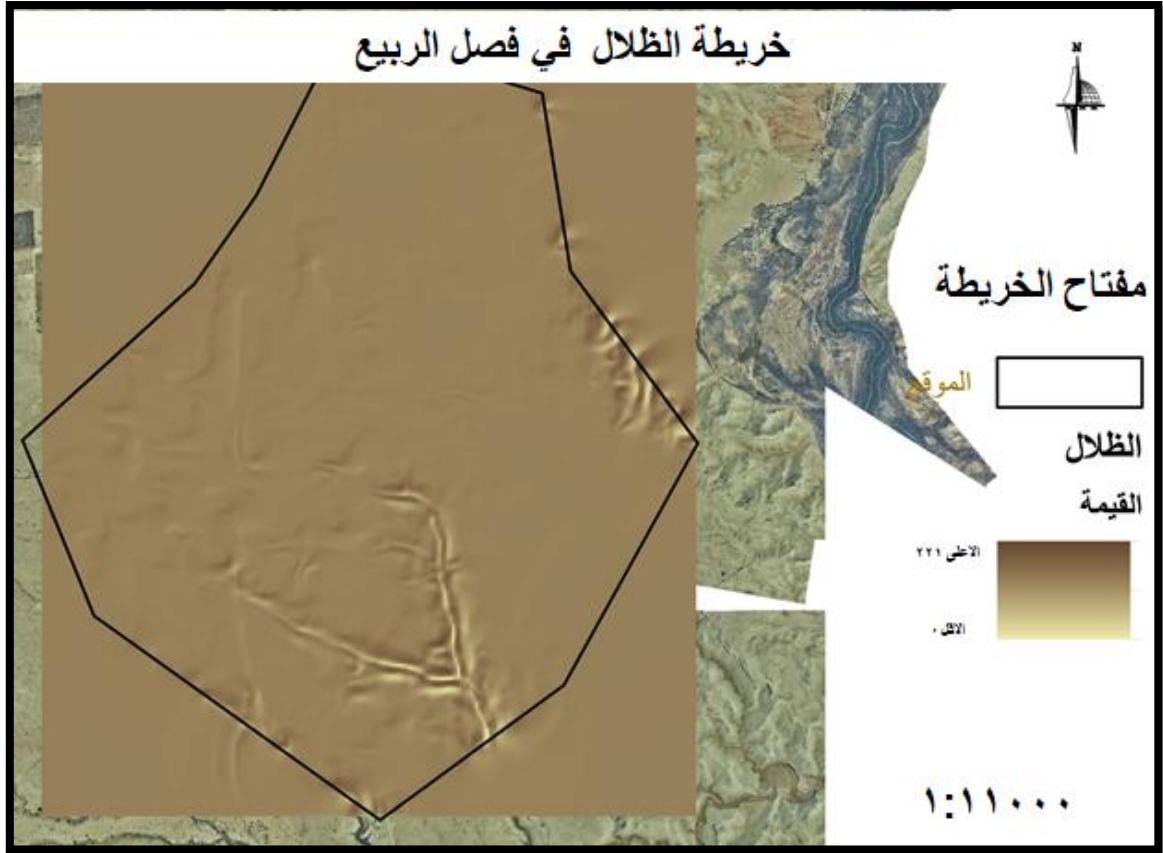 خريطة الظلال في فصل الربيع
N
مفتاح الخريطة
الموقع
الظلال
القيمة
الاعلى ٢٢١
الاقل ٠
١:١١٠٠٠